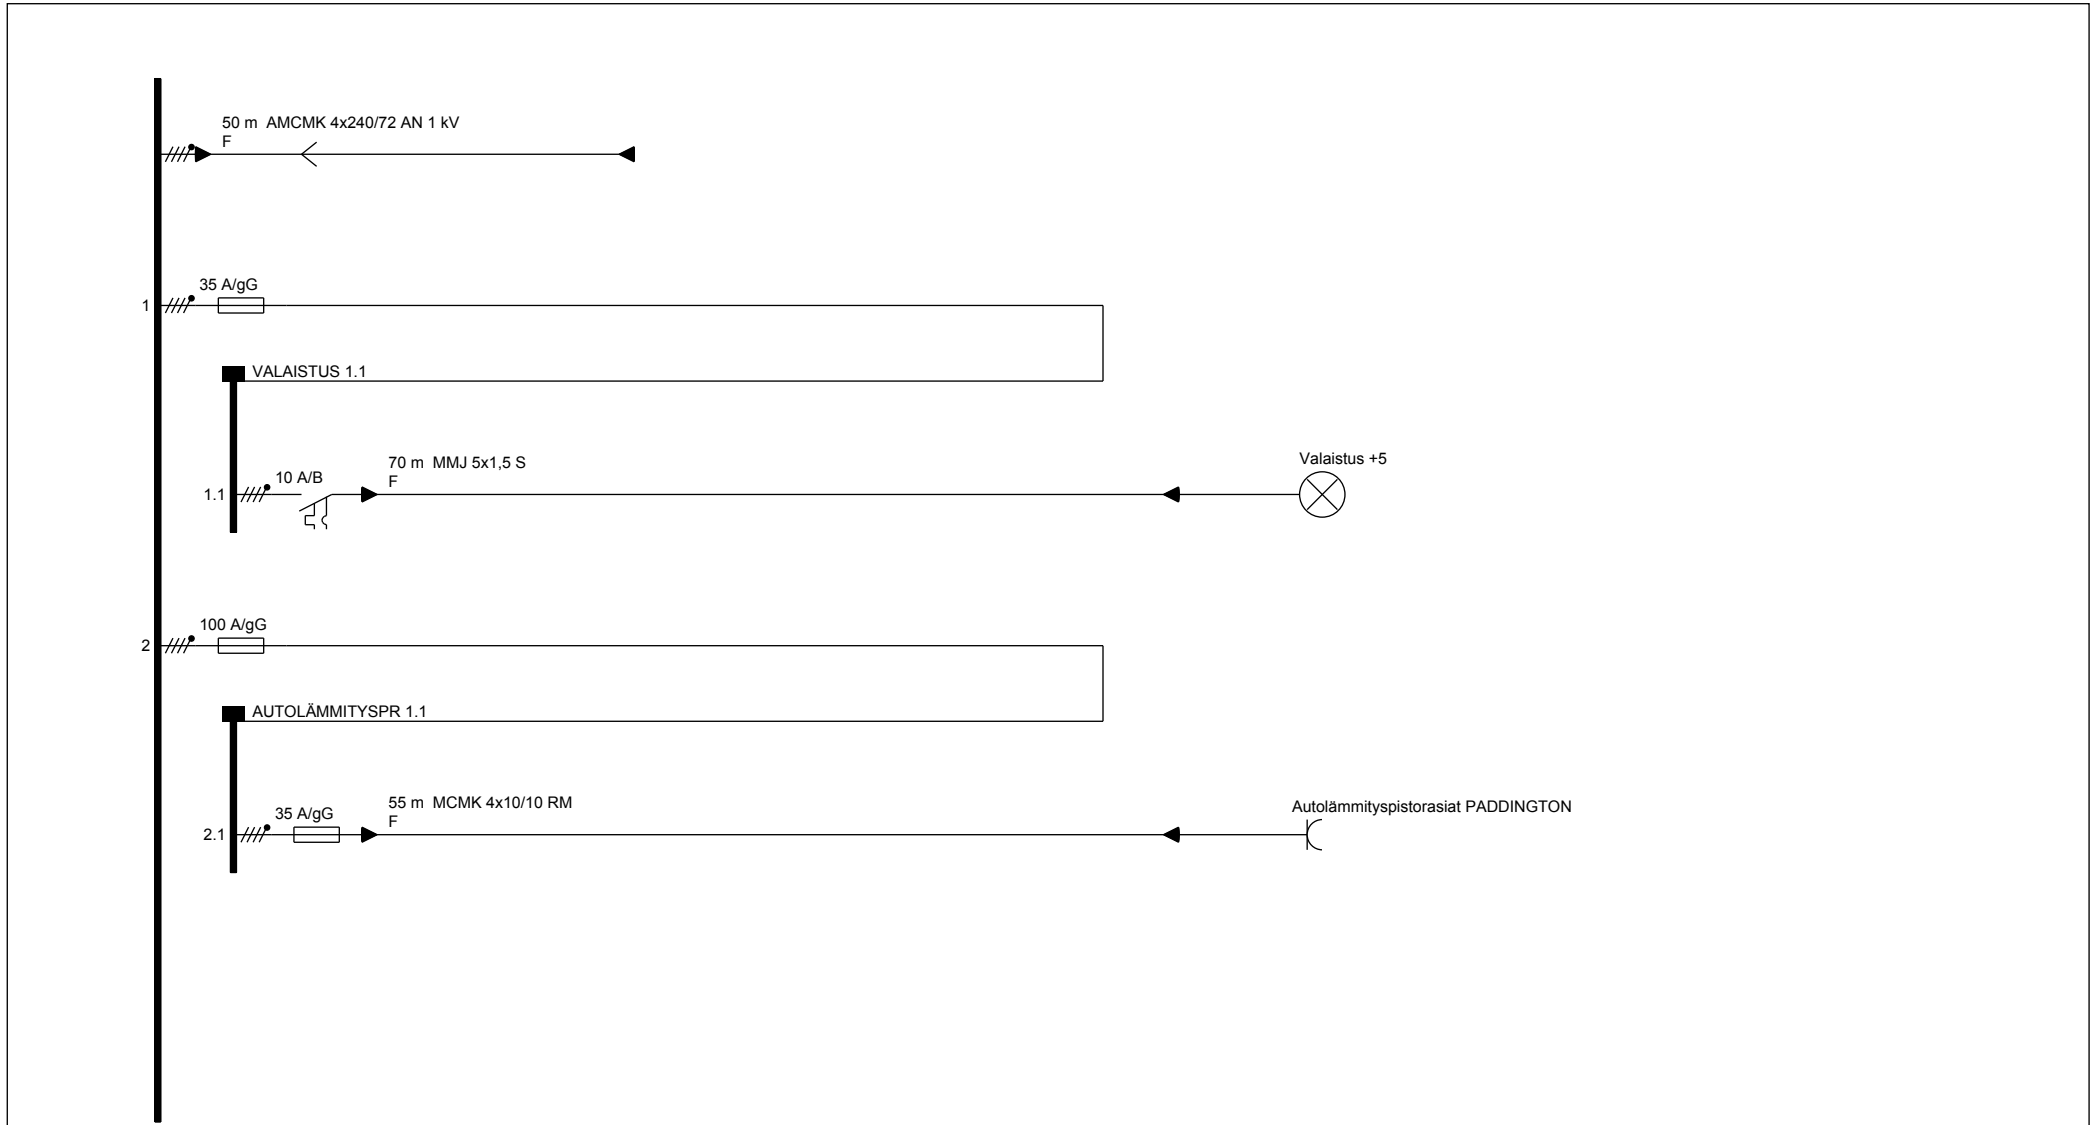 50 m  AMCMK 4x240/72 AN 1 kV
F
35 A/gG
1
VALAISTUS 1.1
10 A/B
70 m  MMJ 5x1,5 S
F
Valaistus +5
1.1
100 A/gG
2
AUTOLÄMMITYSPR 1.1
35 A/gG
55 m  MCMK 4x10/10 RM
F
Autolämmityspistorasiat PADDINGTON
2.1